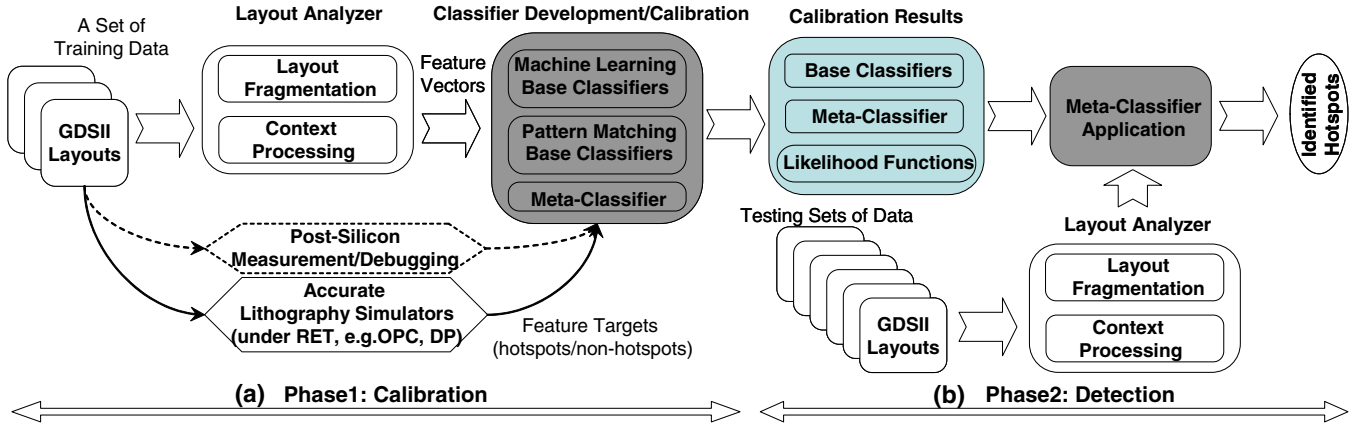 Layout Analyzer
Classifier Development/Calibration
Calibration Results
A Set of
Training Data
GDSII
Layouts
Layout
Fragmentation
Context
Processing
Feature
Vectors
Machine Learning
Base Classifiers
Pattern Matching
Base Classifiers
Meta-Classifier
Base Classifiers
Meta-Classifier
Likelihood Functions
Meta-Classifier
Application
Identified
Hotspots
Post-Silicon
Measurement/Debugging
Accurate
Lithography Simulators
(under RET, e.g.OPC, DP)
Feature Targets
(hotspots/non-hotspots)
Testing Sets of Data
GDSII
Layouts
Layout Analyzer
Layout
Fragmentation
Context
Processing
(a) Phase1: Calibration
(b) Phase2: Detection